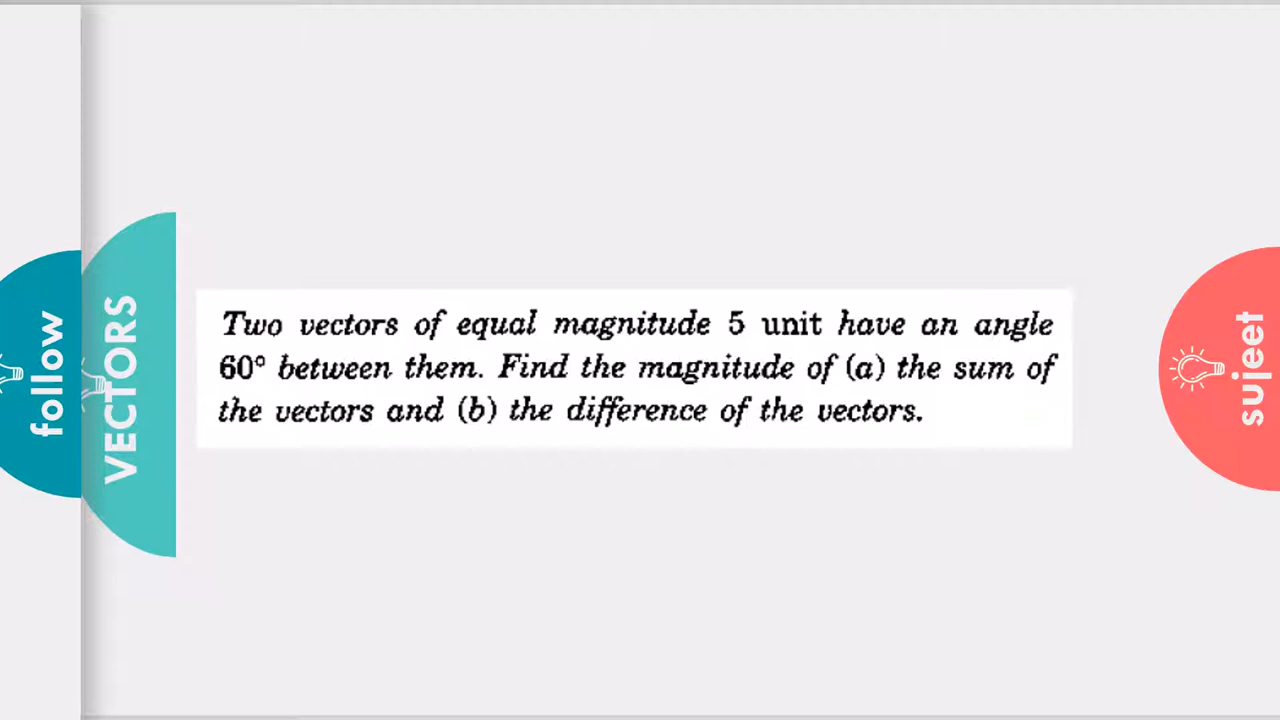 follow
VECTORS
Two vectors of equal magnitude 5 unit have an angle
60° between them. Find the magnitude of (a) the sum of
the vectors and (b) the difference of the vectors.
sujeet